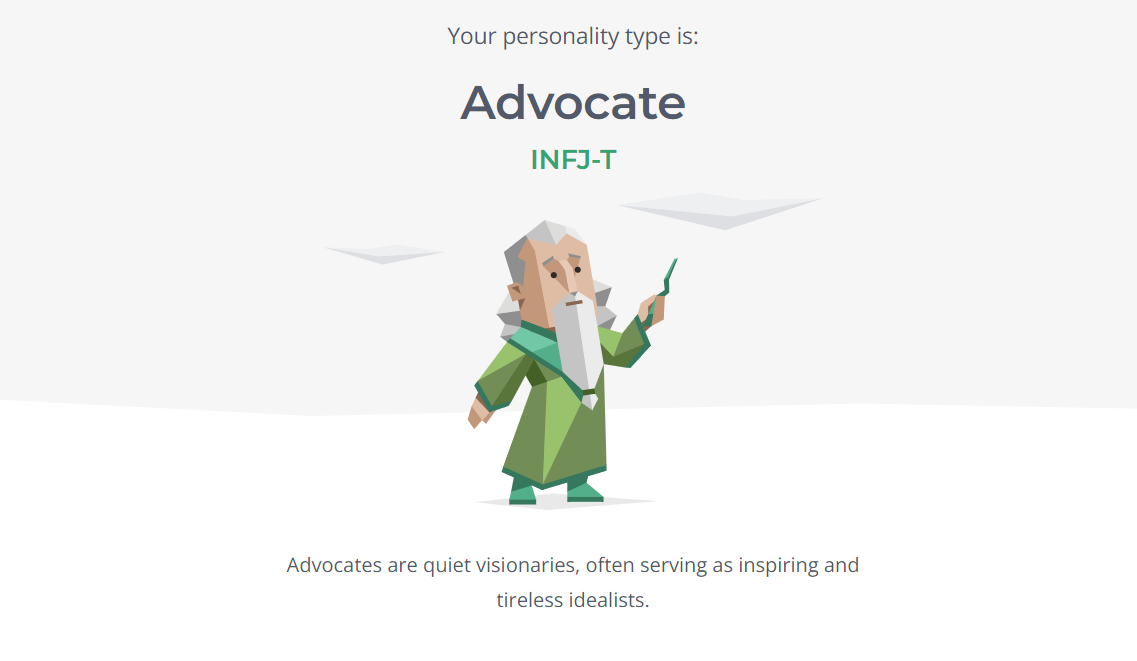 Your personality type is:
Advocate
INFJ-T
Advocates are quiet visionaries, often serving as inspiring and
tireless idealists.